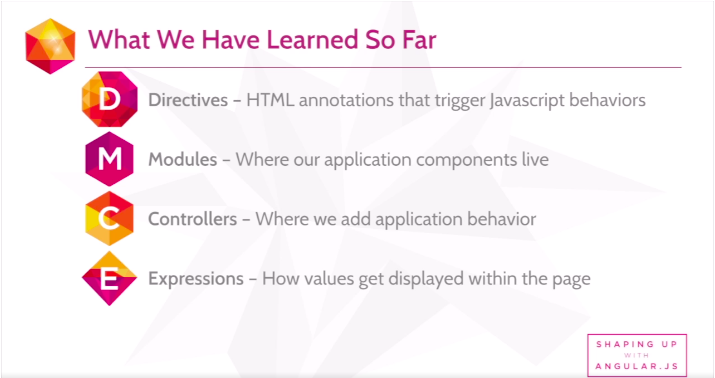 What We Have Learned So Far
D Directives – HTML annotations that trigger Javascript behaviors
M Modules – Where our application components live
C Controllers – Where we add application behavior
E Expressions – How values get displayed within the page
SHAPING UP
WITH
ANGULAR.JS